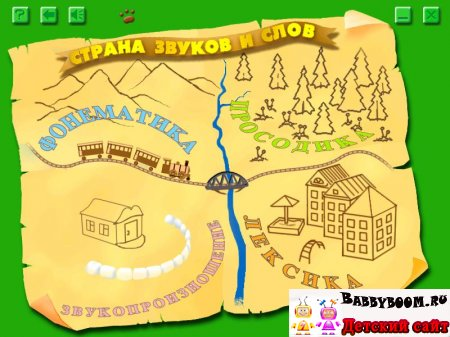 СТРАНА ЗВУКОВ И СЛОВ
ФОНЕМАТИКА
ПРОСОДИКА
ЗВУКОПРОИЗНОШЕНИЕ
ЛЕКСИКА
BABBYBOOM.RU
Детский сайт
?